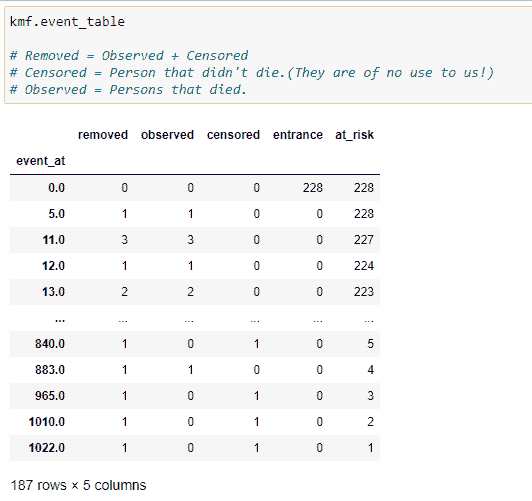 kmf.event_table
# Removed = Observed + Censored
# Censored = Person that didn't die.(They are of no use to us!)
# Observed = Persons that died.
removed observed censored entrance at_risk
event_at
0.0 0 0 0 228 228
5.0 1 1 0 0 228
11.0 3 3 0 0 227
12.0 1 1 0 0 224
13.0 2 2 0 0 223
... ... ... ... ... ...
840.0 1 0 1 0 5
883.0 1 1 0 0 4
965.0 1 0 1 0 3
1010.0 1 0 1 0 2
1022.0 1 0 1 0 1
187 rows × 5 columns